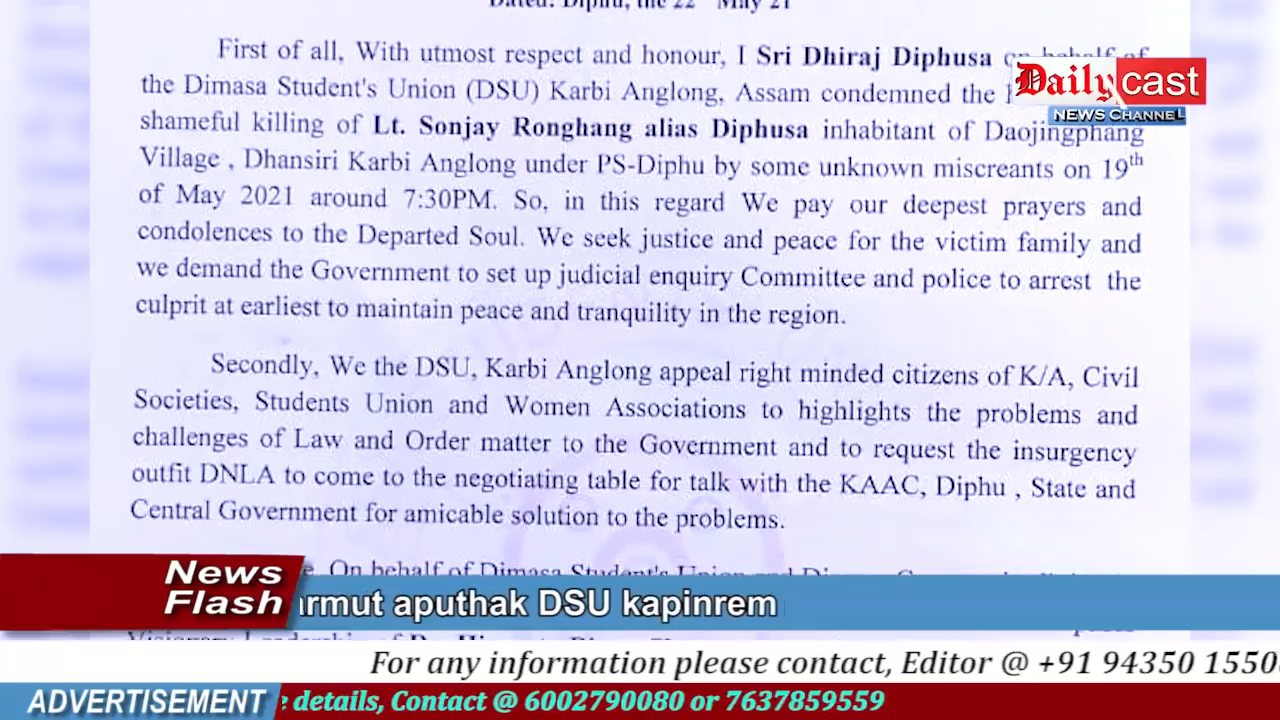 Dated: Diphu, the 22 May 21
First of all, With utmost respect and honour, I Sri Dhiraj Diphusa on behalf of
the Dimasa Student's Union (DSU) Karbi Anglong, Assam condemned the
shameful killing of Lt. Sonjay Ronghang alias Diphusa inhabitant of Daojingphang
Village , Dhansiri Karbi Anglong under PS-Diphu by some unknown miscreants on 19th
of May 2021 around 7:30PM. So, in this regard We pay our deepest prayers and
condolences to the Departed Soul. We seek justice and peace for the victim family and
we demand the Government to set up judicial enquiry Committee and police to arrest the
culprit at earliest to maintain peace and tranquility in the region.
Secondly, We the DSU, Karbi Anglong appeal right minded citizens of K/A, Civil
Societies, Students Union and Women Associations to highlights the problems and
challenges of Law and Order matter to the Government and to request the insurgency
outfit DNLA to come to the negotiating table for talk with the KAAC, Diphu , State and
Central Government for amicable solution to the problems.
On behalf of Dimasa Student's Union and
Daily cast
NEWS CHANNEL
News
Flash
armut aputhak DSU kapinrem
For any information please contact, Editor @ +91 94350 1550
ADVERTISEMENT
e details, Contact @ 6002790080 or 7637859559